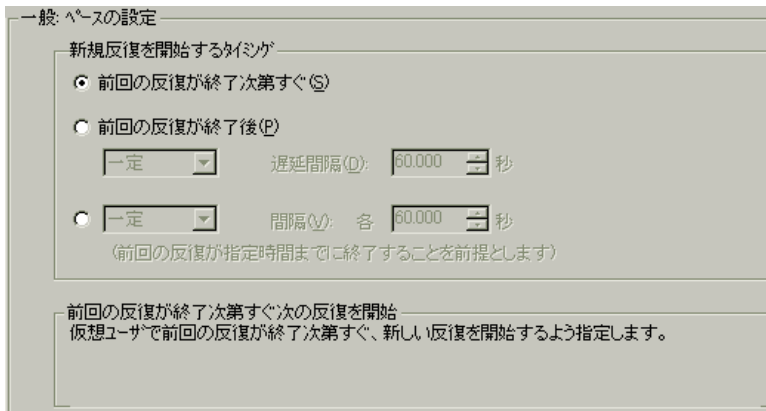 一般: ﾍﾟｰｽの設定
新規反復を開始するﾀｲﾐﾝｸﾞ
前回の反復が終了次第すぐ(S)
前回の反復が終了後(P)
一定 遅延間隔(D): 60.000 秒
一定 間隔(V): 各 60.000 秒
(前回の反復が指定時間までに終了することを前提とします)
前回の反復が終了次第すぐ次の反復を開始
仮想ﾕｰｻﾞで前回の反復が終了次第すぐ、新しい反復を開始するよう指定します。